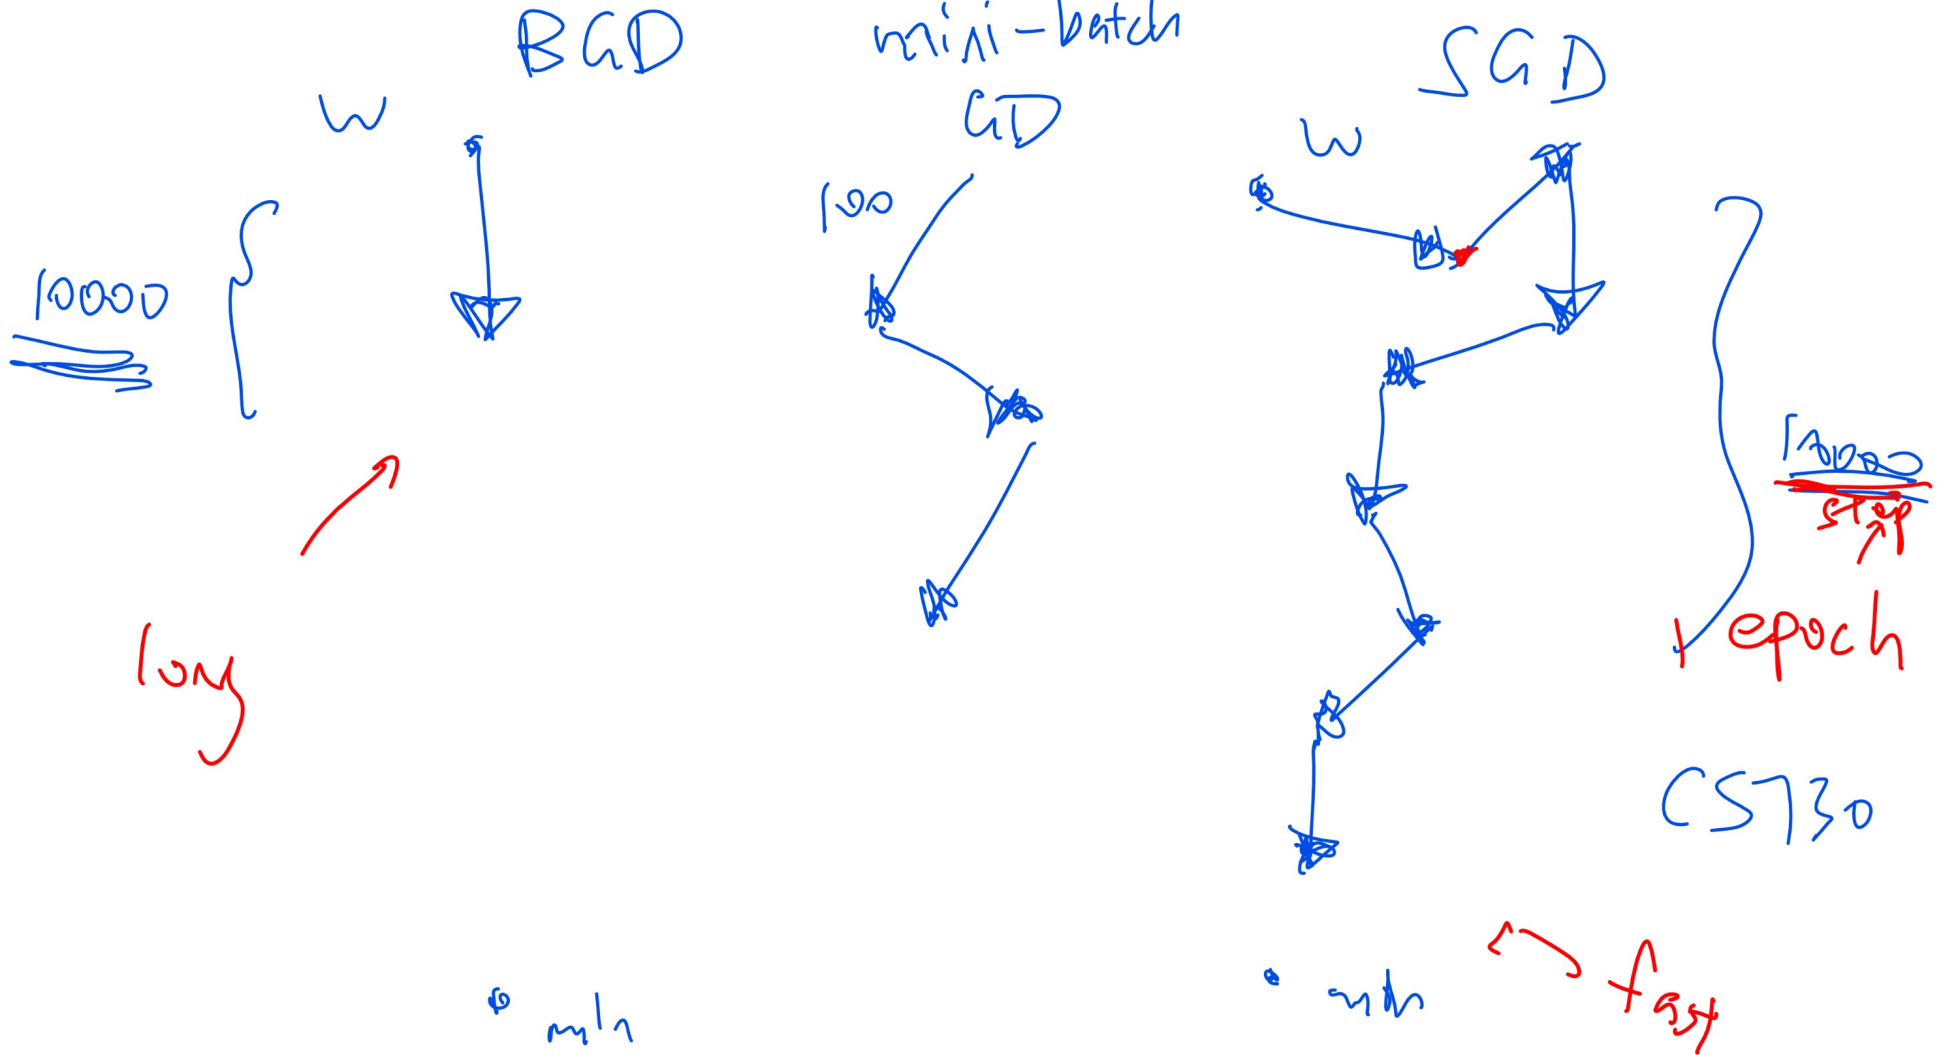 BGD
mini-batch
GD
SGD
W
W
100
10000
10000
step
1 epoch
long
CS730
min
min
fast